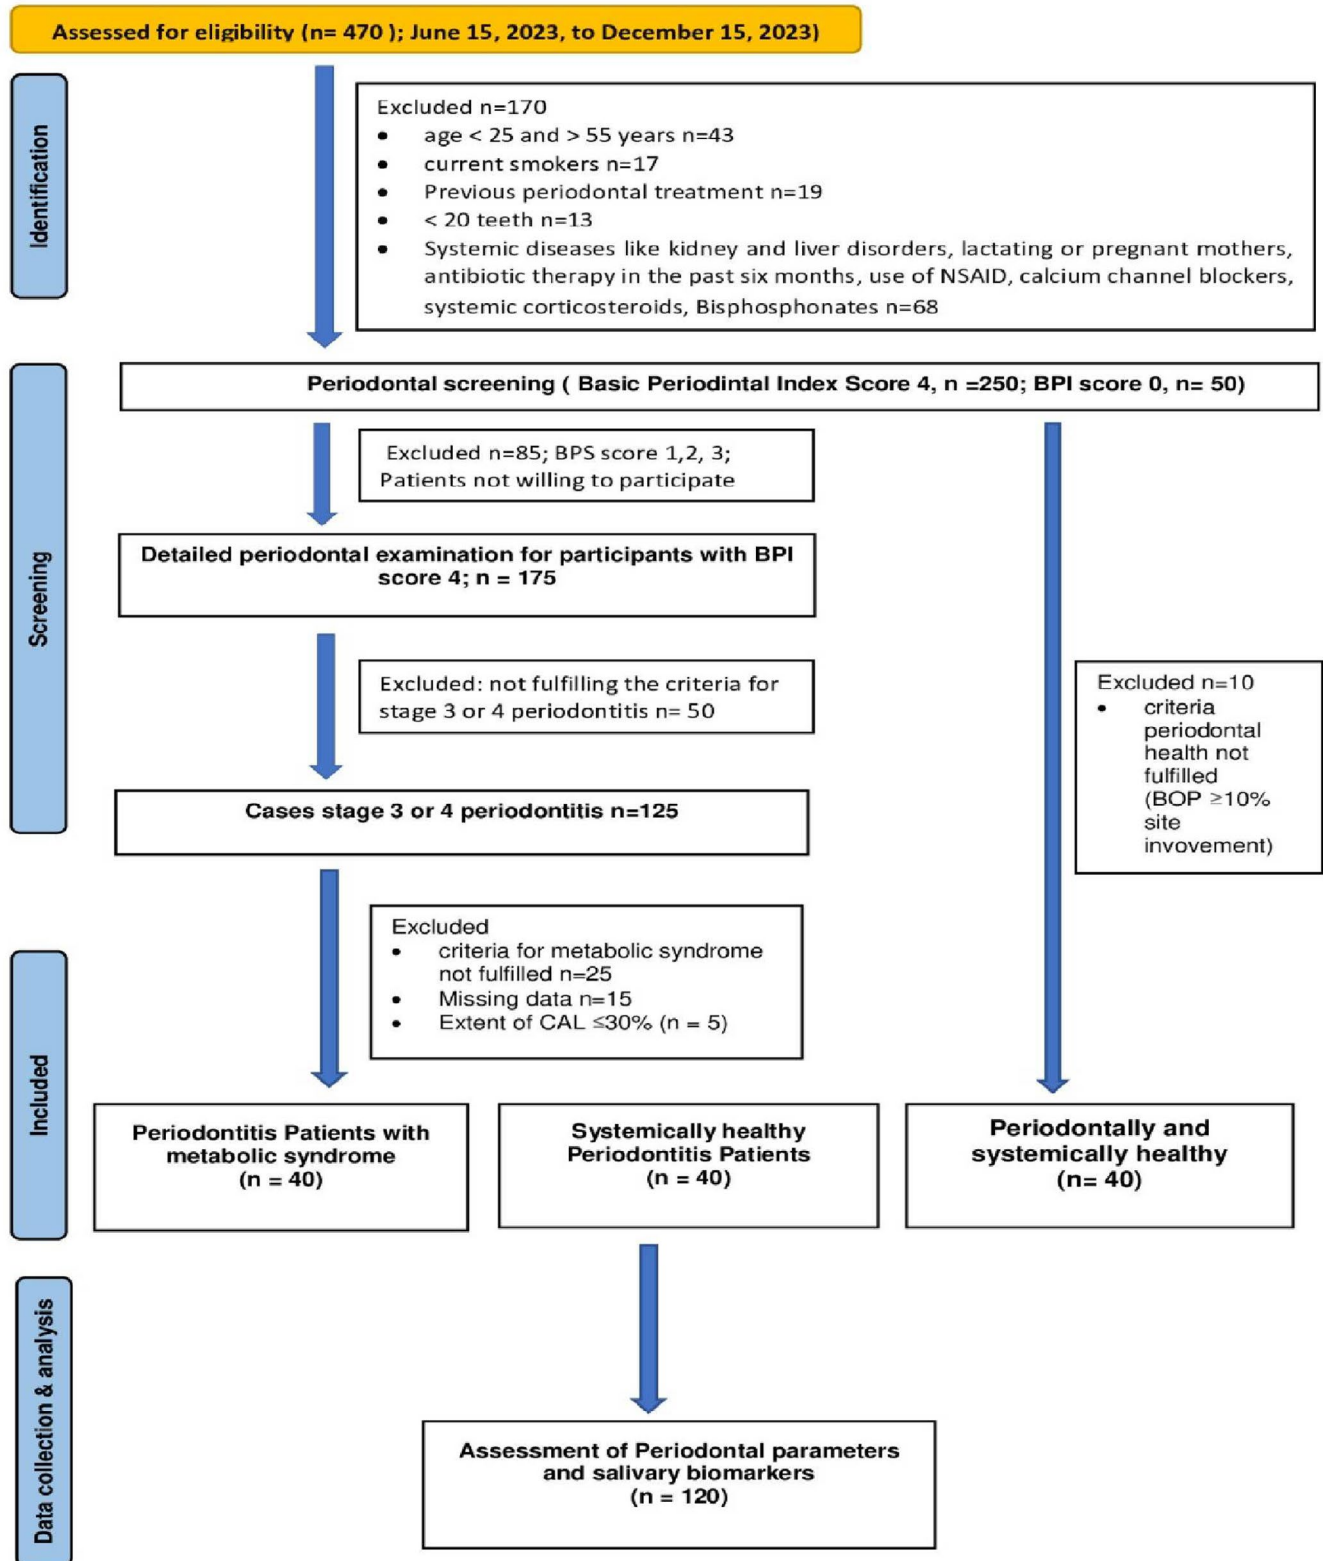 Assessed for eligibility (n= 470 ); June 15, 2023, to December 15, 2023)
Identification
Excluded n=170
• age < 25 and > 55 years n=43
• current smokers n=17
• Previous periodontal treatment n=19
• < 20 teeth n=13
• Systemic diseases like kidney and liver disorders, lactating or pregnant mothers,
antibiotic therapy in the past six months, use of NSAID, calcium channel blockers,
systemic corticosteroids, Bisphosphonates n=68
Screening
Periodontal screening ( Basic Periodintal Index Score 4, n =250; BPI score 0, n= 50)
Excluded n=85; BPS score 1,2, 3;
Patients not willing to participate
Detailed periodontal examination for participants with BPI
score 4; n = 175
Excluded: not fulfilling the criteria for
stage 3 or 4 periodontitis n= 50
Excluded n=10
• criteria
periodontal
health not
fulfilled
(BOP ≥10%
site
invovement)
Cases stage 3 or 4 periodontitis n=125
Excluded
• criteria for metabolic syndrome
not fulfilled n=25
• Missing data n=15
• Extent of CAL ≤30% (n = 5)
Included
Periodontitis Patients with
metabolic syndrome
(n = 40)
Systemically healthy
Periodontitis Patients
(n = 40)
Periodontally and
systemically healthy
(n= 40)
Data collection & analysis
Assessment of Periodontal parameters
and salivary biomarkers
(n = 120)